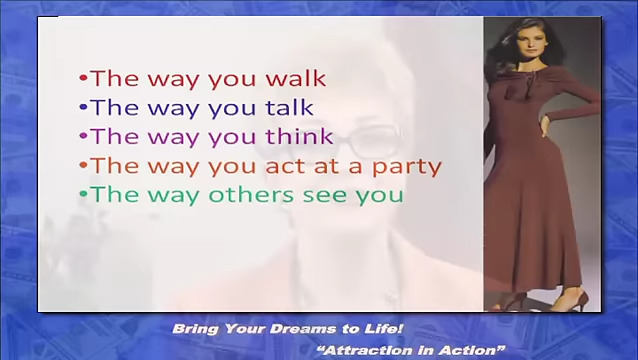 •The way you walk
•The way you talk
•The way you think
•The way you act at a party
•The way others see you
Bring Your Dreams to Life!
“Attraction in Action”